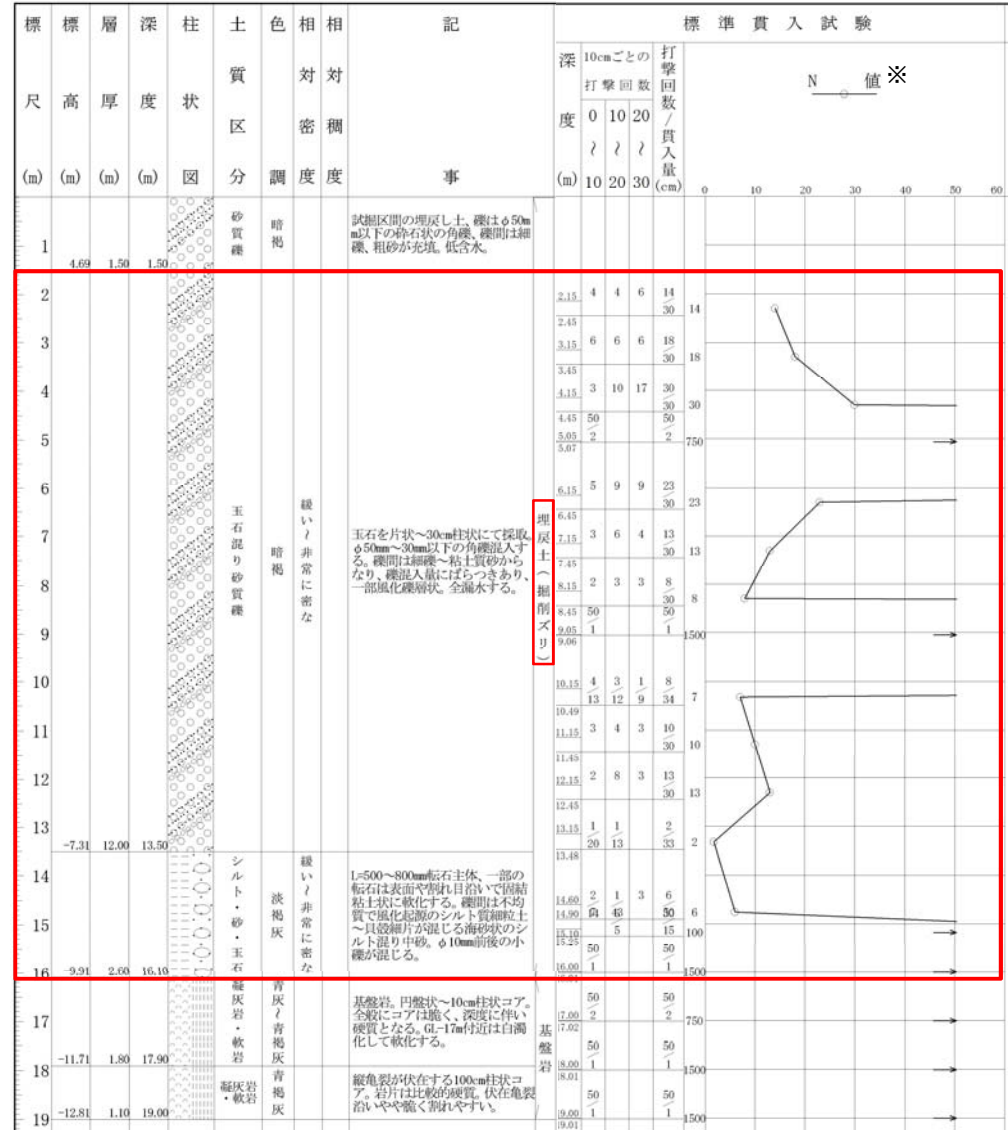 標尺(m)
標高(m)
層厚(m)
深度(m)
柱状図
土質区分
色調
相対密度
相対稠度
記事
標準貫入試験
深度(m)
10cmごとの
打撃回数
0〜10
10〜20
20〜30
打撃回数/貫入量(cm)
N値※
0 10 20 30 40 50 60
1
4.69 1.50 1.50
砂質礫
暗褐
試掘区間の埋戻し土、礫はφ50m
m以下の砕石状の角礫、礫間は細
礫、粗砂が充填。低含水。
2
3
4
5
6
7
8
9
10
11
12
13
-7.31 12.00 13.50
玉石混り砂質礫
暗褐
緩い〜非常に密な
玉石を片状〜30cm柱状にて採取。
φ50mm〜30mm以下の角礫混入す
る。礫間は細礫〜粘土質砂から
なり、礫混入量にばらつきあり、
一部風化礫層状。全漏水する。
埋戻土(掘削ズリ)
2.15 4 4 6 14/30 14
2.45
3.15 6 6 6 18/30 18
3.45
4.15 3 10 17 30/30 30
4.45
5.05 50/2 50/2 750
5.07
6.15 5 9 9 23/30 23
6.45
7.15 3 6 4 13/30 13
7.45
8.15 2 3 3 8/30 8
8.45
9.05 50/1 50/1 1500
9.06
10.15 4/13 3/12 1/9 8/34 7
10.49
11.15 3 4 3 10/30 10
11.45
12.15 2 8 3 13/30 13
12.45
13.15 1/20 1/13 2/33 2
13.48
14
15
16
-9.91 2.60 16.10
シルト・砂・玉石
淡褐灰
緩い〜非常に密な
L=500〜800mm転石主体、一部の
転石は表面や割れ目沿いで固結
粘土状に軟化する。礫間は不均
質で風化起源のシルト質細粒土
〜貝殻細片が混じる海砂状のシ
ルト混り中砂。φ10mm前後の小
礫が混じる。
14.60 2 1 3 6 6
14.90
15.10 5 15 100
15.25
16.00 50/1 50/1 1500
17
-11.71 1.80 17.90
凝灰岩・軟岩
青灰〜青褐灰
基盤岩。円盤状〜10cm柱状コア。
全般にコアは脆く、深度に伴い
硬質となる。GL-17m付近は白濁
化して軟化する。
基盤岩
17.00 50/2 50/2 750
17.02
18.00 50/1 50/1 1500
18.01
18
19
-12.81 1.10 19.00
凝灰岩・軟岩
青褐灰
縦亀裂が伏在する100cm柱状コ
ア。岩片は比較的硬質。伏在亀裂
沿いやや脆く割れやすい。
19.00 50/1 50/1 1500
19.01